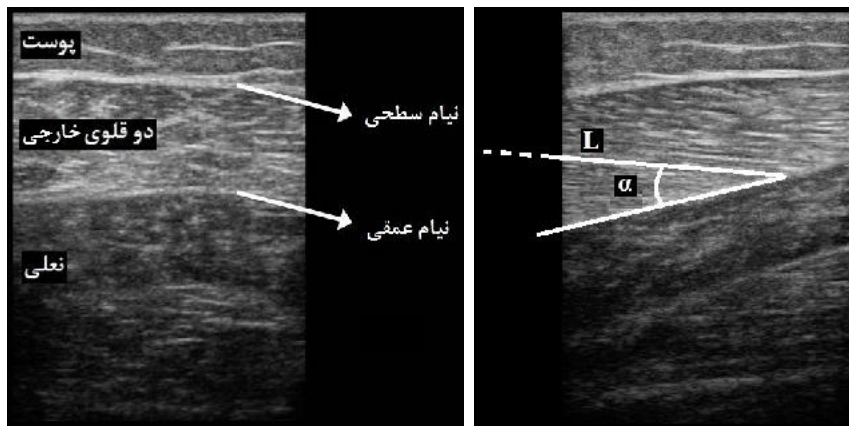 پوست
نیام سطحی
دو قلوی خارجی
نیام عمقی
نعلی
L
α